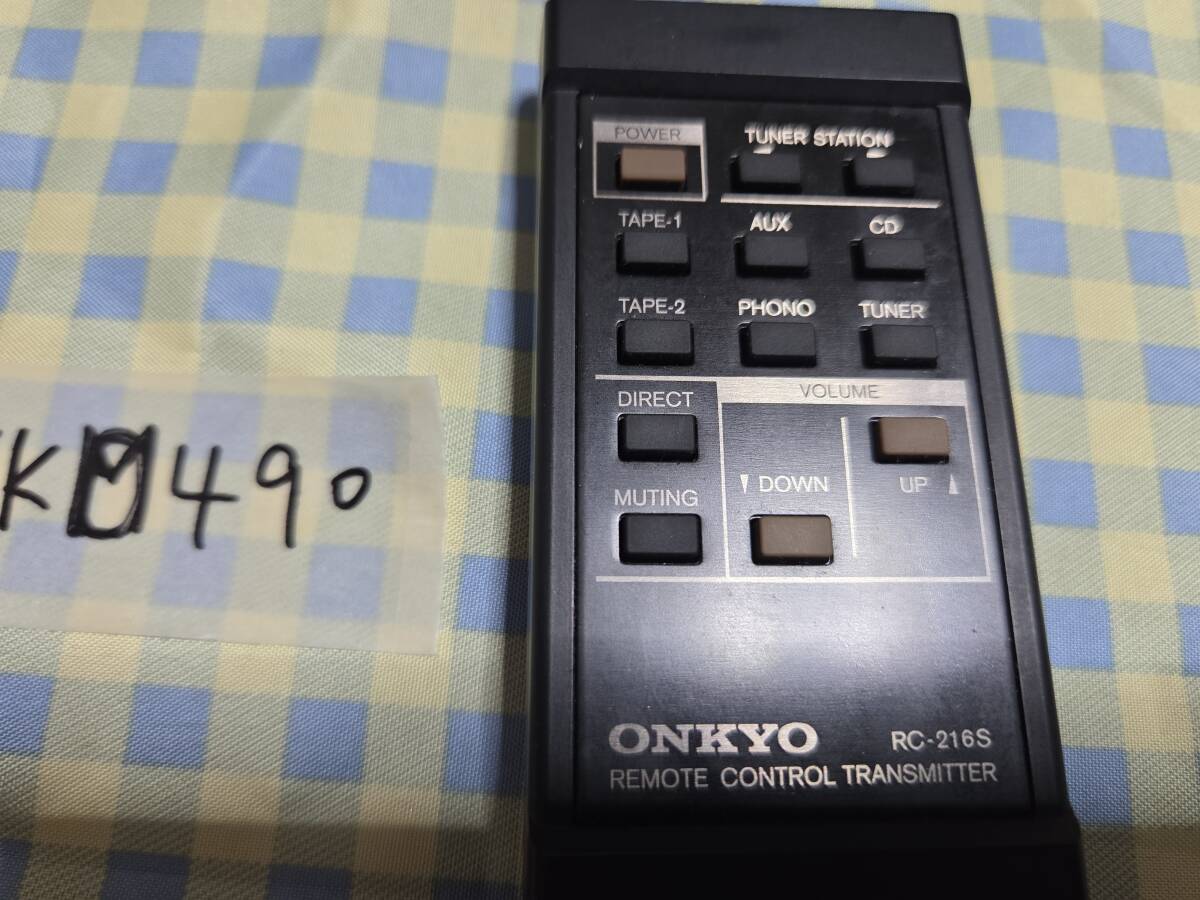 POWER
TUNER STATION
TAPE-1 AUX CD
TAPE-2 PHONO TUNER
DIRECT
VOLUME
MUTING
▼ DOWN
UP ▲
ONKYO RC-216S
REMOTE CONTROL TRANSMITTER
490